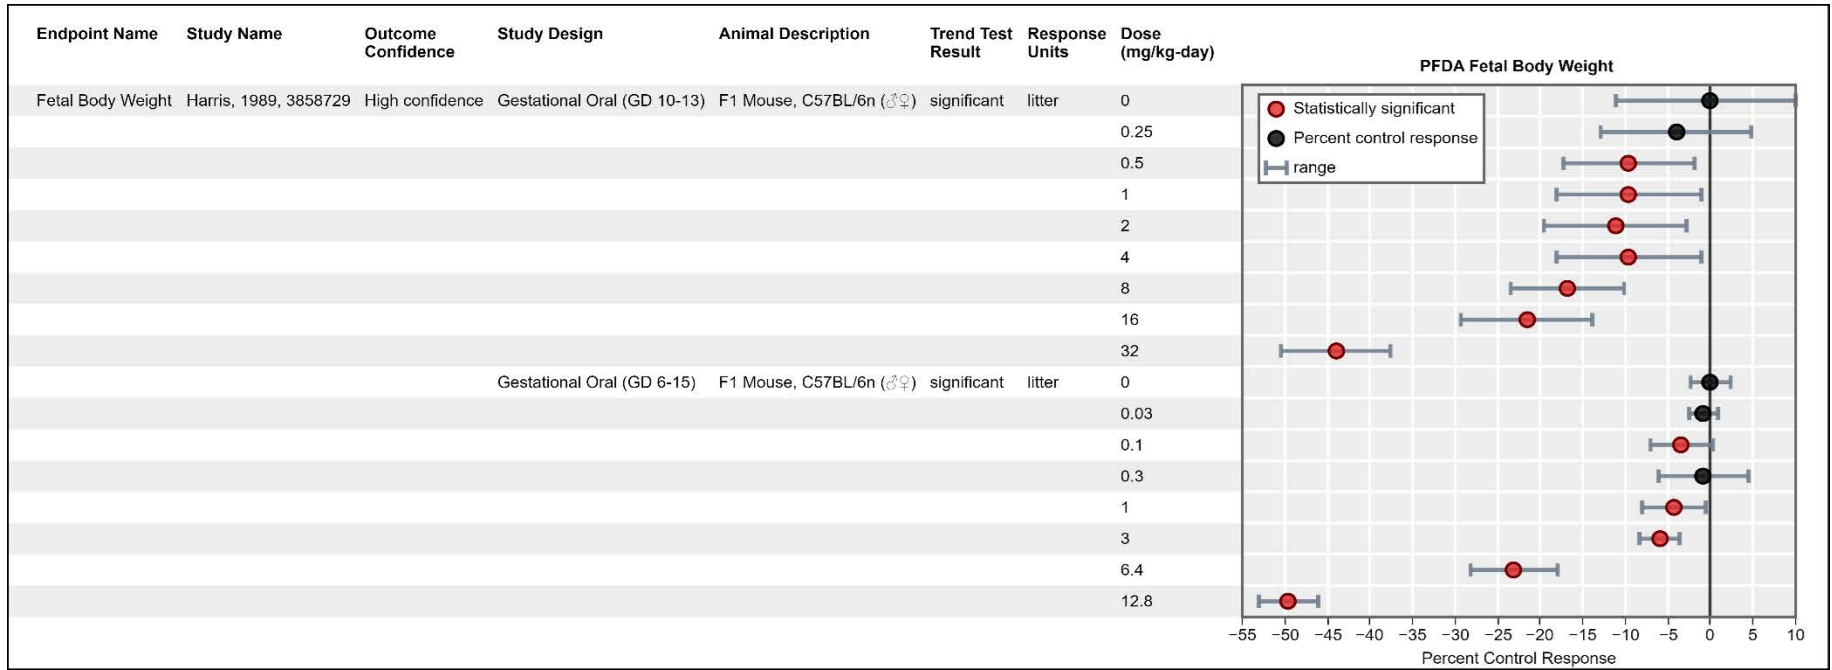 Endpoint Name Study Name Outcome Confidence Study Design Animal Description Trend Test Result Response Units Dose (mg/kg-day)
PFDA Fetal Body Weight
Fetal Body Weight Harris, 1989, 3858729 High confidence Gestational Oral (GD 10-13) F1 Mouse, C57BL/6n (♂♀) significant litter 0
0.25
0.5
1
2
4
8
16
32
Gestational Oral (GD 6-15) F1 Mouse, C57BL/6n (♂♀) significant litter 0
0.03
0.1
0.3
1
3
6.4
12.8
Statistically significant
Percent control response
range
−55 −50 −45 −40 −35 −30 −25 −20 −15 −10 −5 0 5 10
Percent Control Response